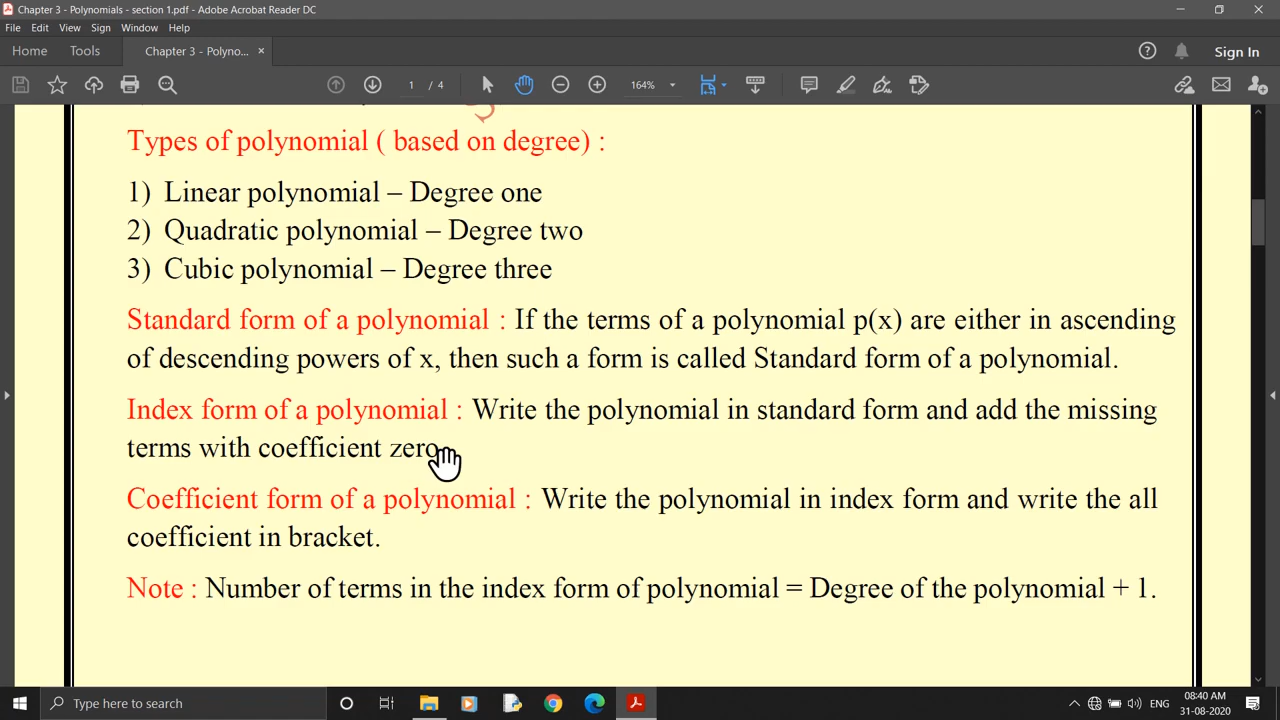 Chapter 3 - Polynomials - section 1.pdf - Adobe Acrobat Reader DC
File Edit View Sign Window Help
Home Tools Chapter 3 - Polyno... × Sign In
1 / 4 164%
Types of polynomial ( based on degree) :
1) Linear polynomial – Degree one
2) Quadratic polynomial – Degree two
3) Cubic polynomial – Degree three
Standard form of a polynomial : If the terms of a polynomial p(x) are either in ascending
of descending powers of x, then such a form is called Standard form of a polynomial.
Index form of a polynomial : Write the polynomial in standard form and add the missing
terms with coefficient zero
Coefficient form of a polynomial : Write the polynomial in index form and write the all
coefficient in bracket.
Note : Number of terms in the index form of polynomial = Degree of the polynomial + 1.
Type here to search ENG 08:40 AM
31-08-2020